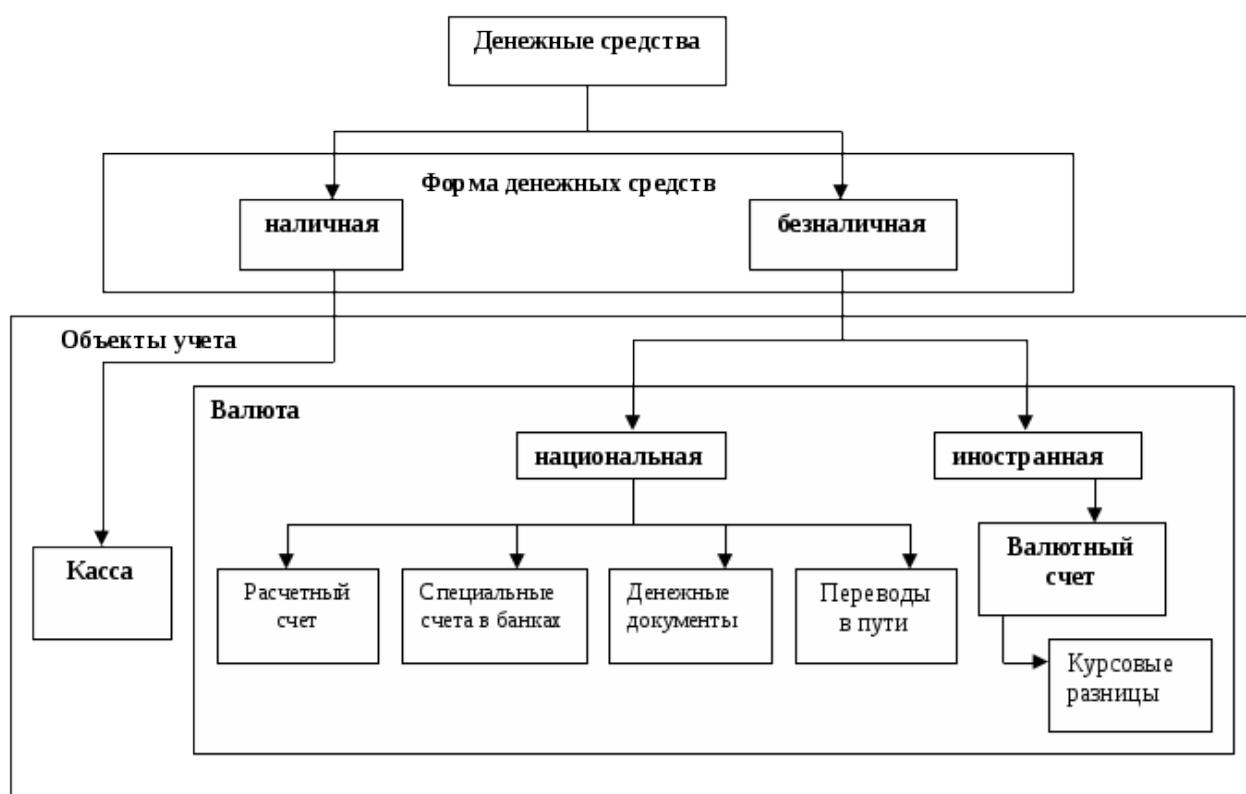 Денежные средства
Форма денежных средств
наличная
безналичная
Объекты учета
Валюта
национальная
иностранная
Касса
Расчетный
счет
Специальные
счета в банках
Денежные
документы
Переводы
в пути
Валютный
счет
Курсовые
разницы